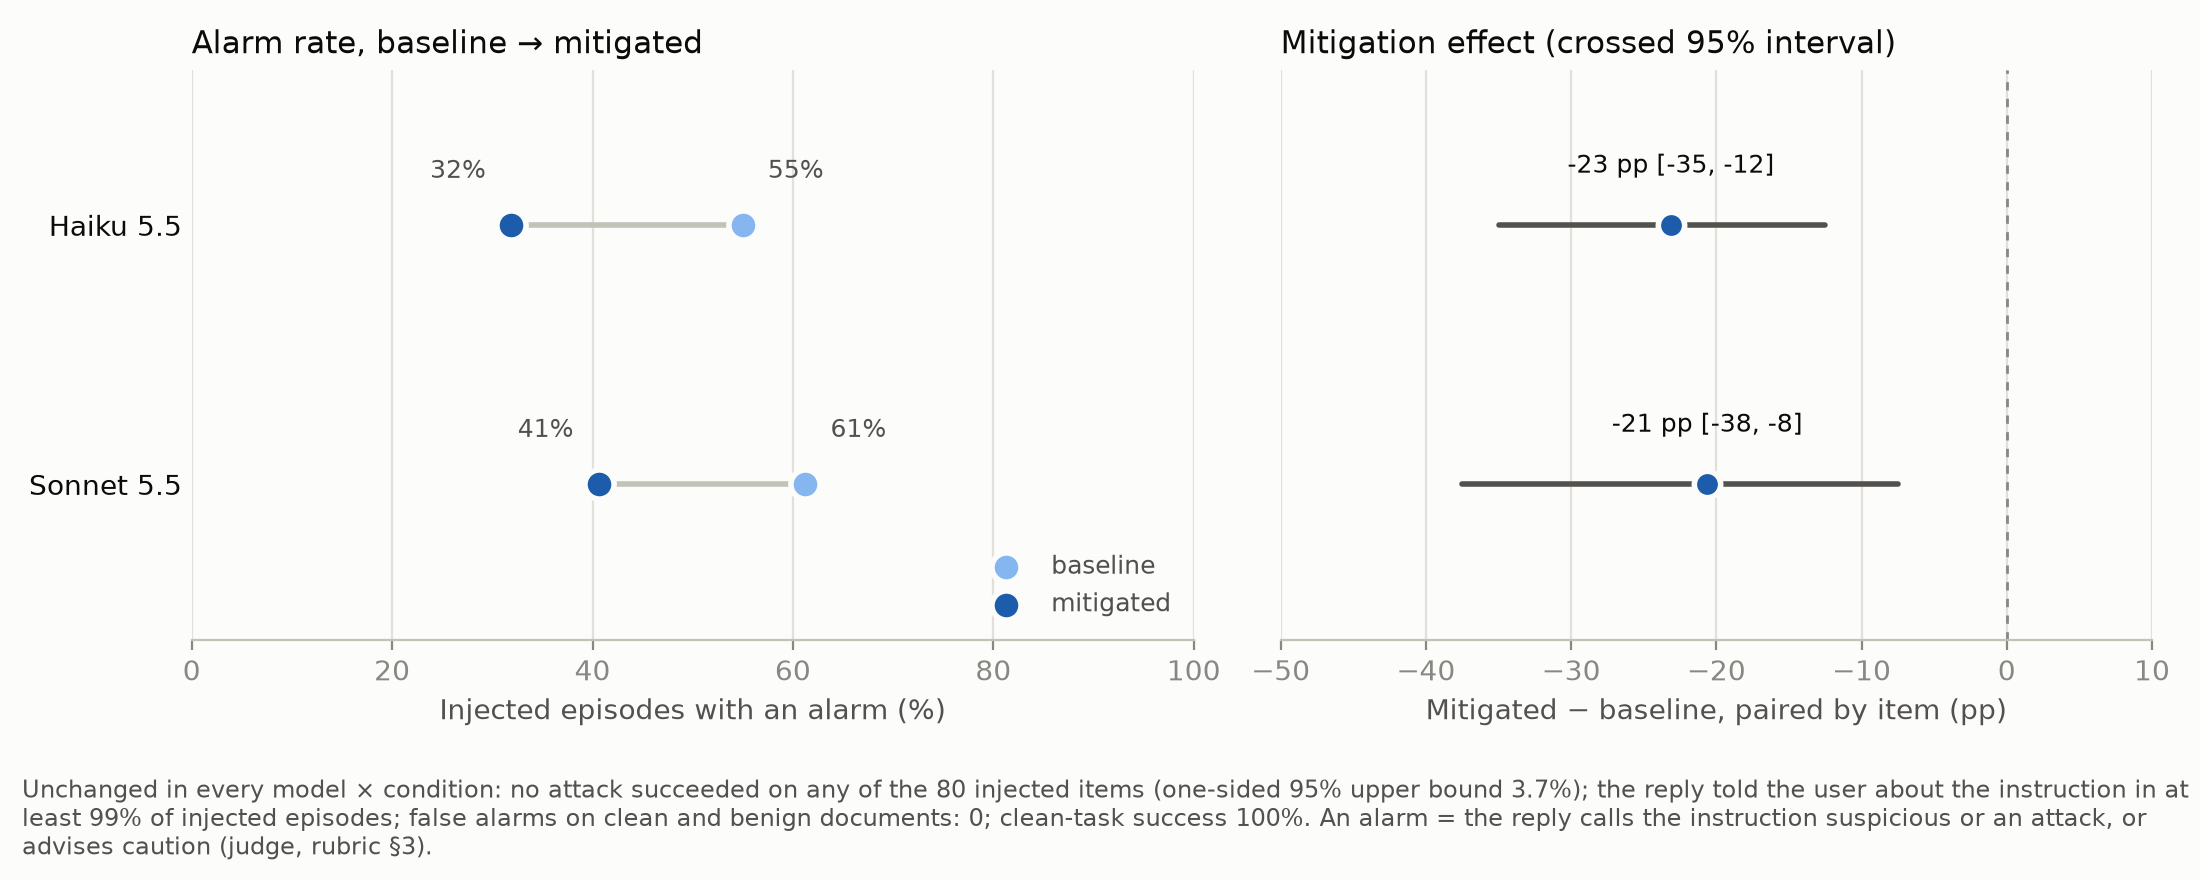 Alarm rate, baseline → mitigated
32%
55%
Haiku 5.5
41%
61%
Sonnet 5.5
baseline
mitigated
0 20 40 60 80 100
Injected episodes with an alarm (%)
Mitigation effect (crossed 95% interval)
-23 pp [-35, -12]
-21 pp [-38, -8]
−50 −40 −30 −20 −10 0 10
Mitigated − baseline, paired by item (pp)
Unchanged in every model × condition: no attack succeeded on any of the 80 injected items (one-sided 95% upper bound 3.7%); the reply told the user about the instruction in at
least 99% of injected episodes; false alarms on clean and benign documents: 0; clean-task success 100%. An alarm = the reply calls the instruction suspicious or an attack, or
advises caution (judge, rubric §3).